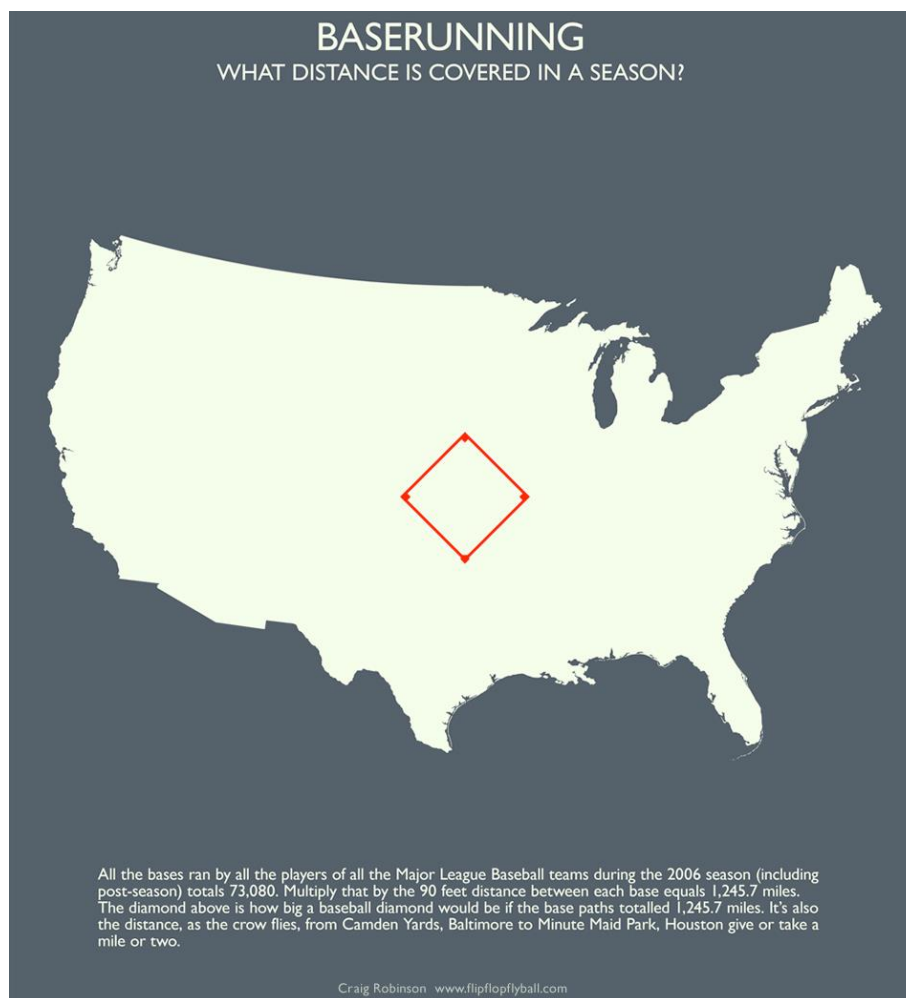 BASERUNNING
WHAT DISTANCE IS COVERED IN A SEASON?
All the bases ran by all the players of all the Major League Baseball teams during the 2006 season (including
post-season) totals 73,080. Multiply that by the 90 feet distance between each base equals 1,245.7 miles.
The diamond above is how big a baseball diamond would be if the base paths totalled 1,245.7 miles. It's also
the distance, as the crow flies, from Camden Yards, Baltimore to Minute Maid Park, Houston give or take a
mile or two.
Craig Robinson www.flipflopflyball.com